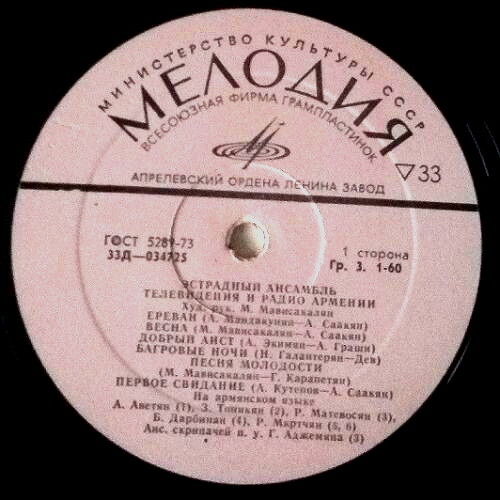 МИНИСТЕРСТВО КУЛЬТУРЫ СССР
МЕЛОДИЯ
ВСЕСОЮЗНАЯ ФИРМА ГРАМПЛАСТИНОК
33
АПРЕЛЕВСКИЙ ОРДЕНА ЛЕНИНА ЗАВОД
ГОСТ 5289-73
33Д—034725
1 сторона
Гр. 3. 1-60
ЭСТРАДНЫЙ АНСАМБЛЬ
ТЕЛЕВИДЕНИЯ И РАДИО АРМЕНИИ
Худ. рук. М. Мависакалян
ЕРЕВАН (А. Мандакуни—А. Саакян)
ВЕСНА (М. Мависакалян—А. Саакян)
ДОБРЫЙ АИСТ (А. Экимян—А. Граши)
БАГРОВЫЕ НОЧИ (Н. Галантерян—Дев)
ПЕСНЯ МОЛОДОСТИ
(М. Мависакалян—Г. Карапетян)
ПЕРВОЕ СВИДАНИЕ (А. Кутепов—А. Саакян)
На армянском языке
А. Аветян (1), З. Тоникян (2), Р. Матевосян (3),
Б. Дарбинян (4), Р. Мкртчян (5, 6)
Анс. скрипачей п. у. Г. Аджемяна (3)